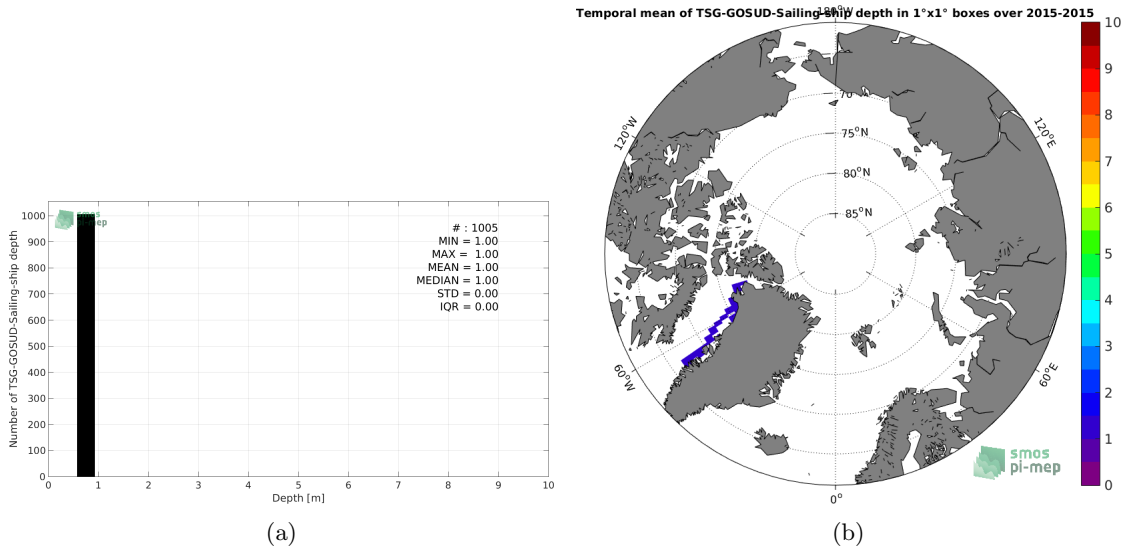 Temporal mean of TSG-GOSUD-Sailing-ship depth in 1°x1° boxes over 2015-2015
smos
pi-mep
# : 1005
MIN = 1.00
MAX = 1.00
MEAN = 1.00
MEDIAN = 1.00
STD = 0.00
IQR = 0.00
Number of TSG-GOSUD-Sailing-ship depth
1000
900
800
700
600
500
400
300
200
100
0
0 1 2 3 4 5 6 7 8 9 10
Depth [m]
(a)
180°W
120°W
120°E
60°W
60°E
0°
70
75°N
80°N
85°N
10
9
8
7
6
5
4
3
2
1
0
smos
pi-mep
(b)